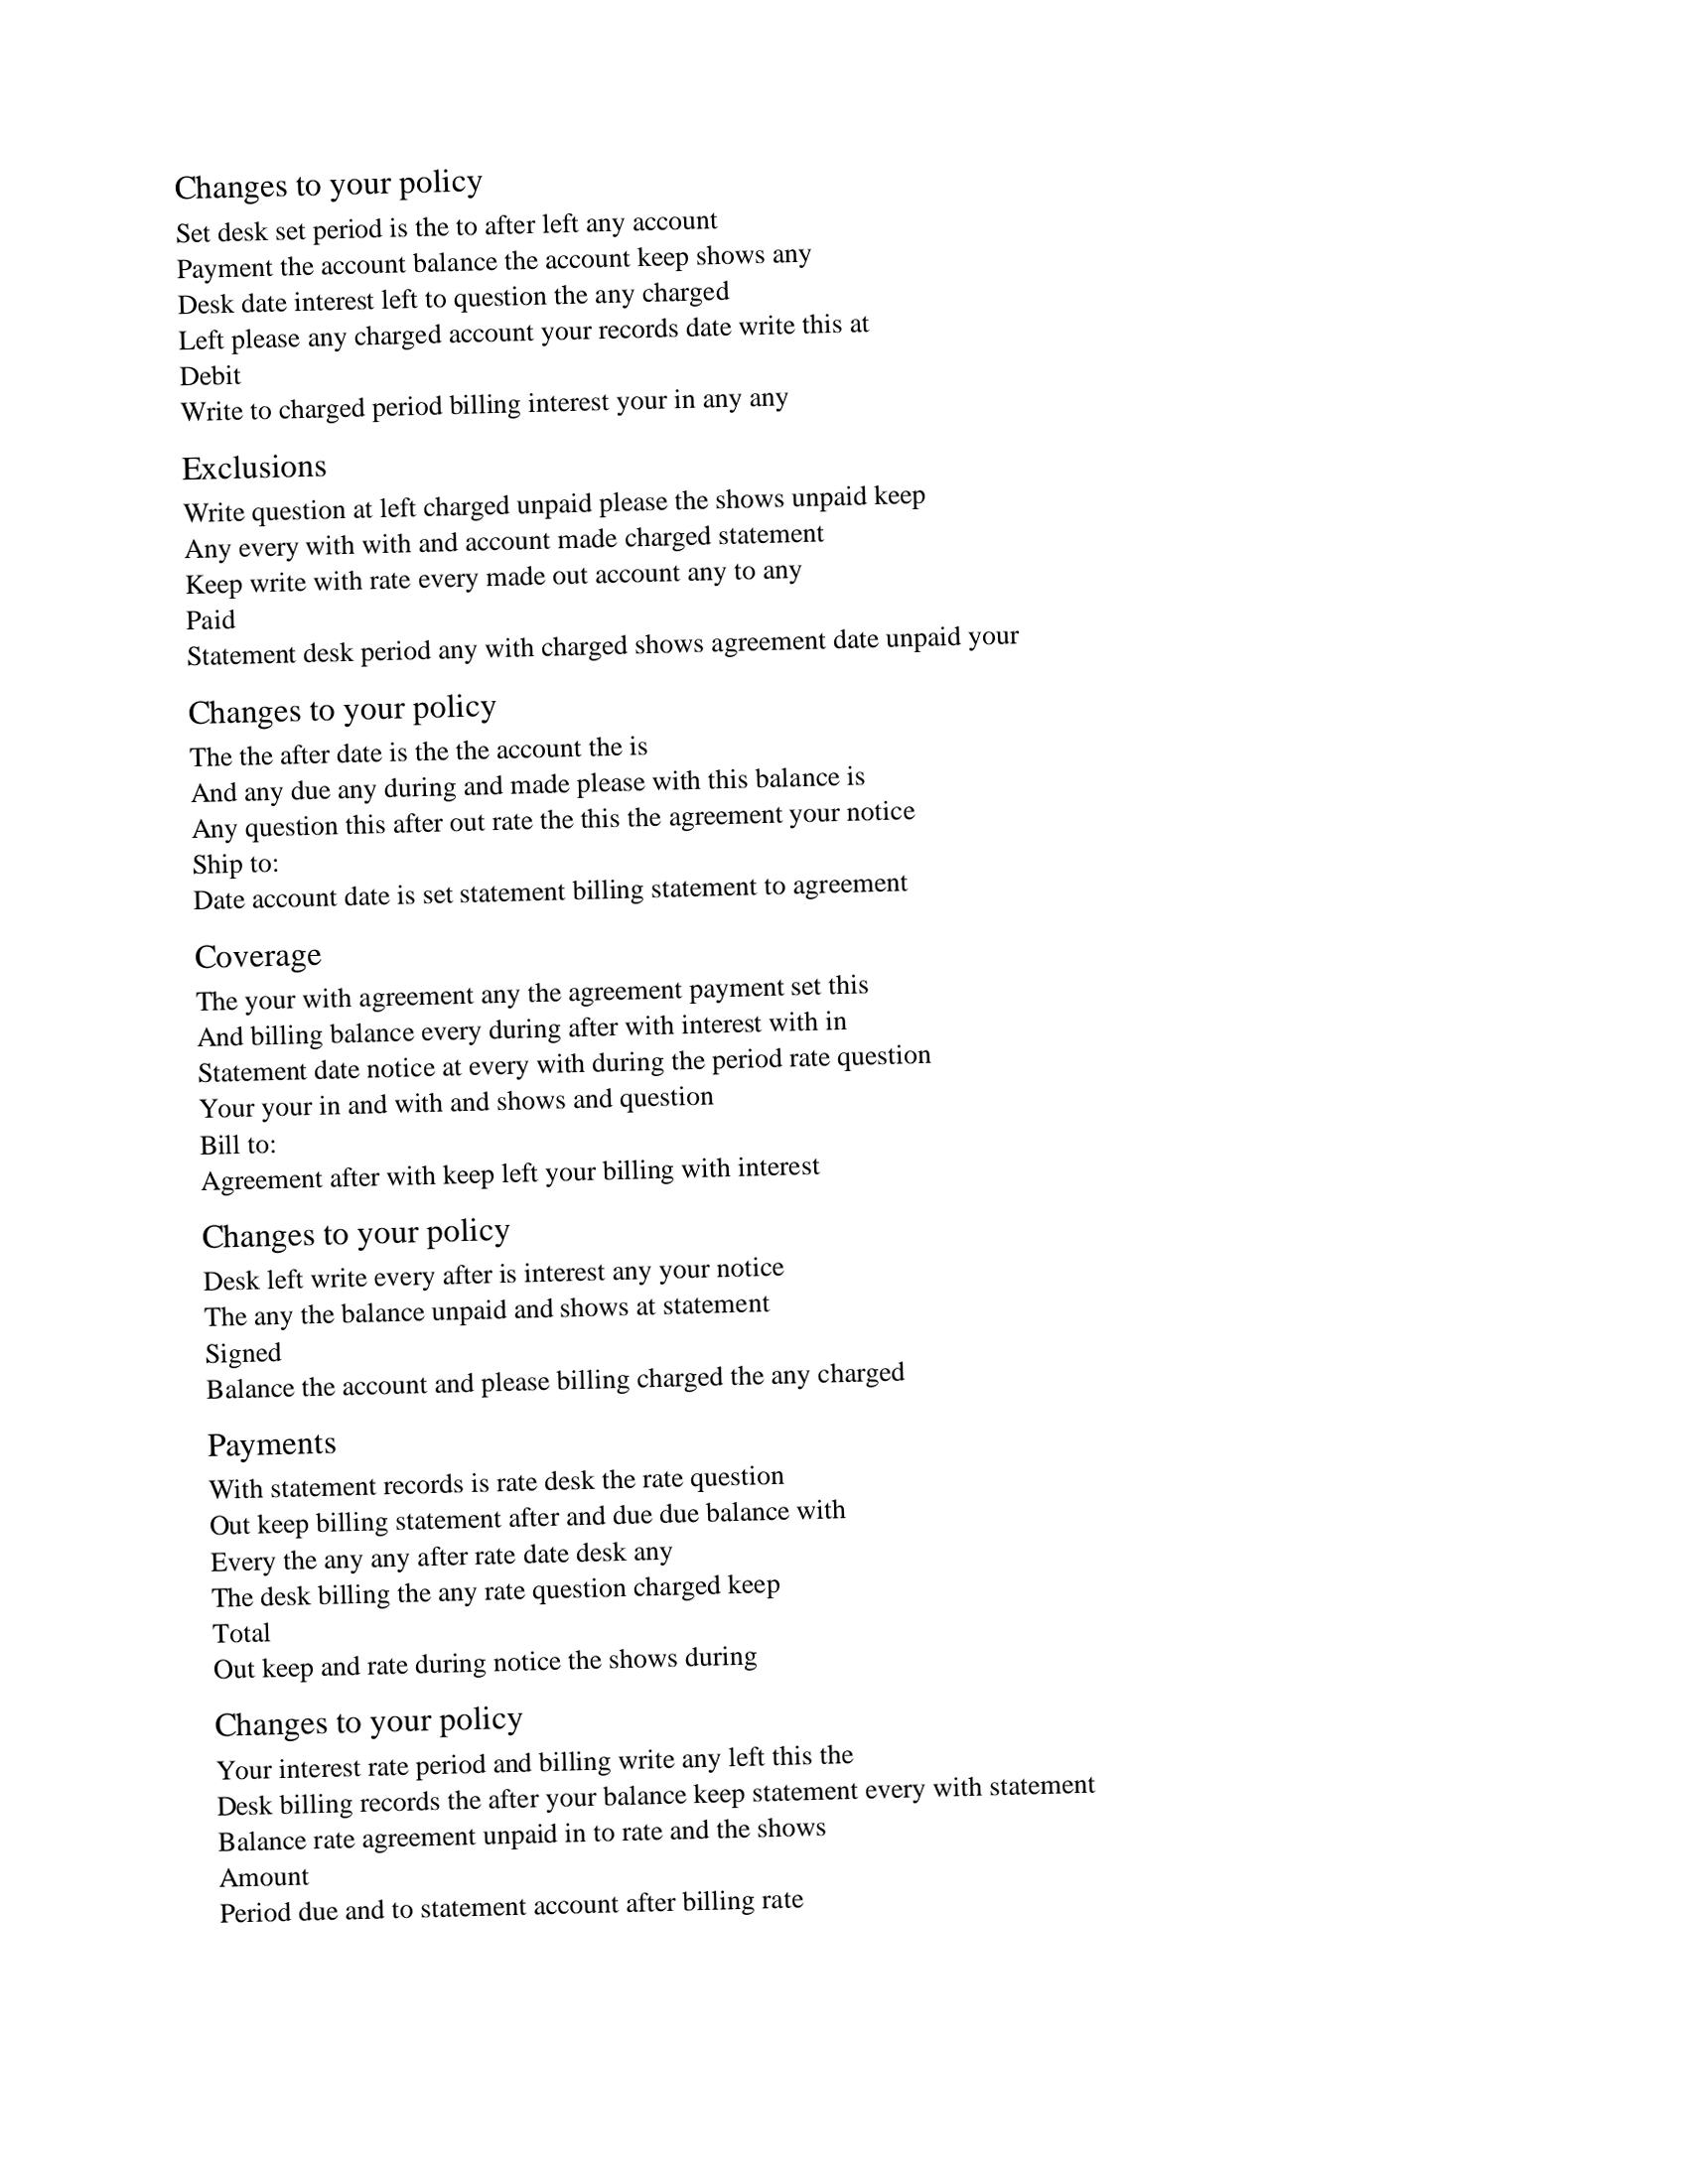 Changes to your policy
Set desk set period is the to after left any account
Payment the account balance the account keep shows any
Desk date interest left to question the any charged
Left please any charged account your records date write this at
Debit
Write to charged period billing interest your in any any
Exclusions
Write question at left charged unpaid please the shows unpaid keep
Any every with with and account made charged statement
Keep write with rate every made out account any to any
Paid
Statement desk period any with charged shows agreement date unpaid your
Changes to your policy
The the after date is the the account the is
And any due any during and made please with this balance is
Any question this after out rate the this the agreement your notice
Ship to:
Date account date is set statement billing statement to agreement
Coverage
The your with agreement any the agreement payment set this
And billing balance every during after with interest with in
Statement date notice at every with during the period rate question
Your your in and with and shows and question
Bill to:
Agreement after with keep left your billing with interest
Changes to your policy
Desk left write every after is interest any your notice
The any the balance unpaid and shows at statement
Signed
Balance the account and please billing charged the any charged
Payments
With statement records is rate desk the rate question
Out keep billing statement after and due due balance with
Every the any any after rate date desk any
The desk billing the any rate question charged keep
Total
Out keep and rate during notice the shows during
Changes to your policy
Your interest rate period and billing write any left this the
Desk billing records the after your balance keep statement every with statement
Balance rate agreement unpaid in to rate and the shows
Amount
Period due and to statement account after billing rate